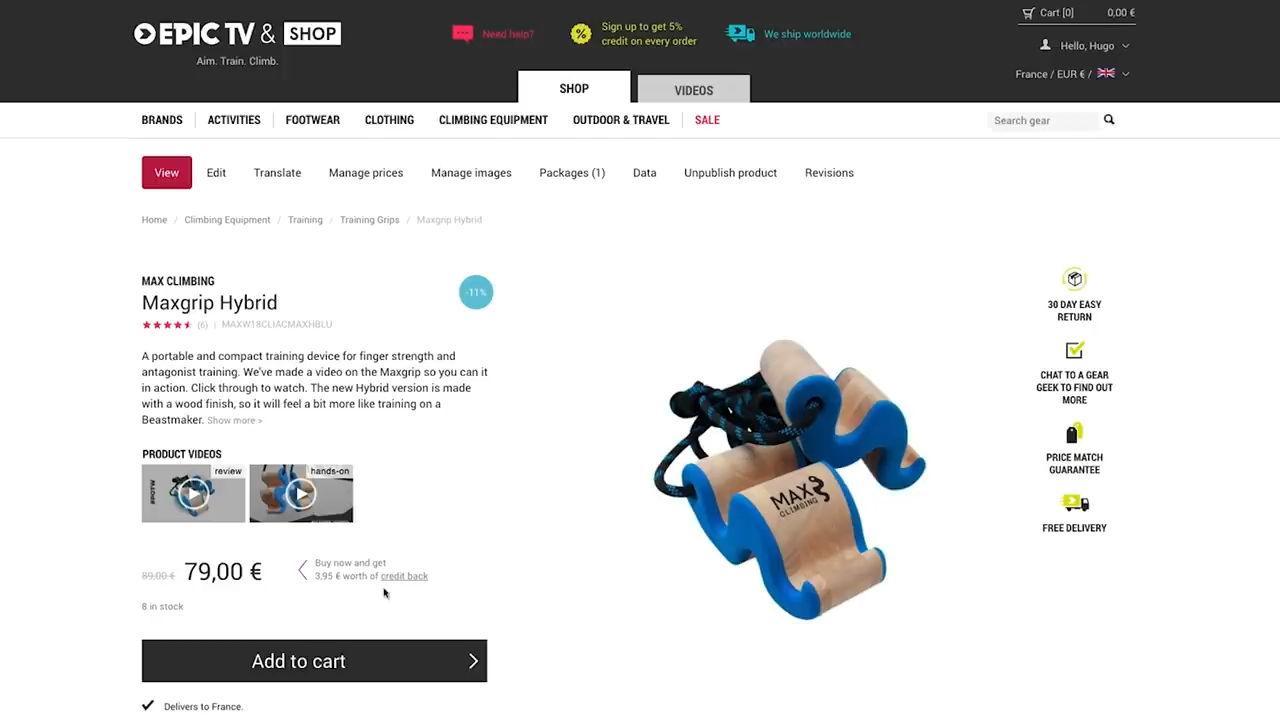 EPIC TV & SHOP
Aim. Train. Climb.
Need help?
%
Sign up to get 5%
credit on every order
We ship worldwide
Cart [0] 0,00 €
Hello, Hugo
France / EUR € /
SHOP
VIDEOS
BRANDS ACTIVITIES FOOTWEAR CLOTHING CLIMBING EQUIPMENT OUTDOOR & TRAVEL SALE
Search gear
View Edit Translate Manage prices Manage images Packages (1) Data Unpublish product Revisions
Home / Climbing Equipment / Training / Training Grips / Maxgrip Hybrid
MAX CLIMBING
Maxgrip Hybrid
-11%
(6) | MAXW18CLIACMAXHBLU
A portable and compact training device for finger strength and
antagonist training. We've made a video on the Maxgrip so you can it
in action. Click through to watch. The new Hybrid version is made
with a wood finish, so it will feel a bit more like training on a
Beastmaker. Show more >
PRODUCT VIDEOS
review
hands-on
89,00 € 79,00 €
Buy now and get
3,95 € worth of credit back
8 in stock
Add to cart
Delivers to France.
MAX
CLIMBING
30 DAY EASY
RETURN
CHAT TO A GEAR
GEEK TO FIND OUT
MORE
PRICE MATCH
GUARANTEE
FREE DELIVERY